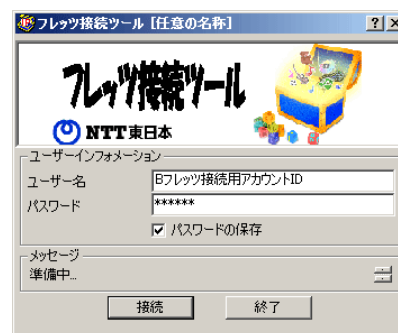 フレッツ接続ツール [任意の名称]
フレッツ接続ツール
NTT東日本
ユーザーインフォメーション
ユーザー名 Bフレッツ接続用アカウントID
パスワード ******
パスワードの保存
メッセージ
準備中...
接続 終了